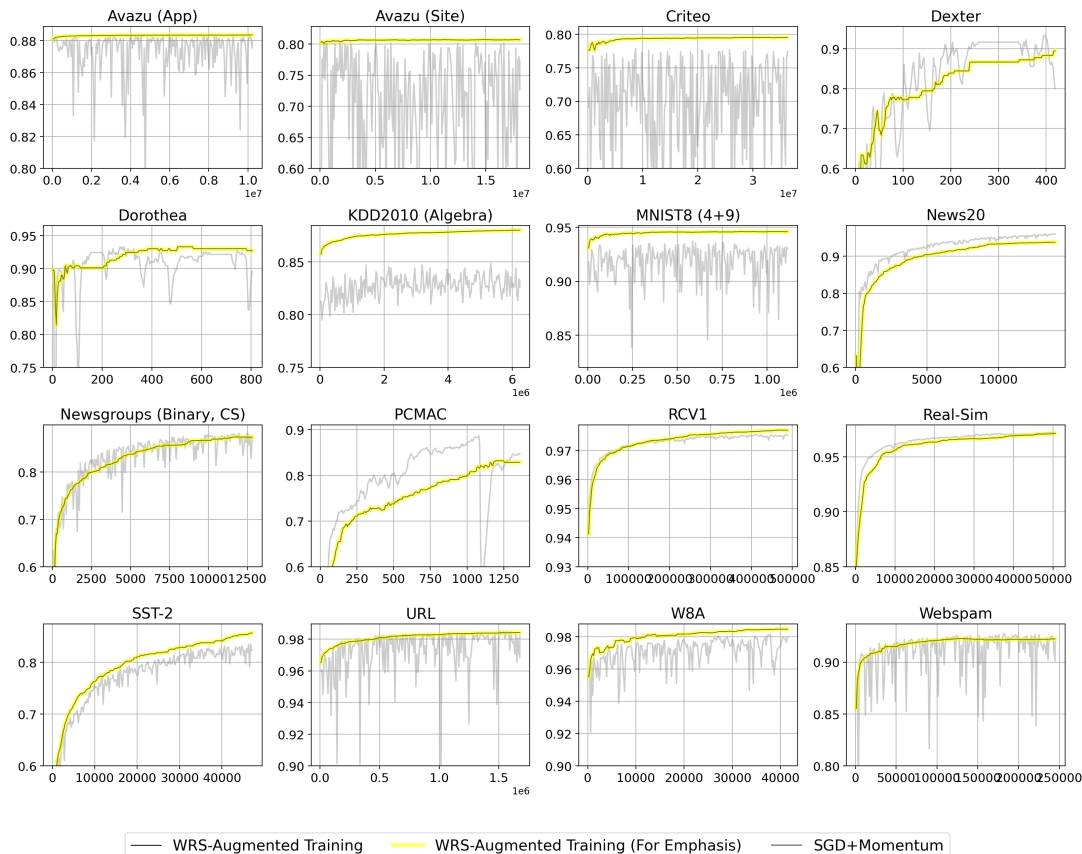 Avazu (App)
Avazu (Site)
Criteo
Dexter
0.88
0.86
0.84
0.82
0.80
0.0 0.2 0.4 0.6 0.8 1.0
1e7
0.80
0.75
0.70
0.65
0.60
0.0 0.5 1.0 1.5
1e7
0.80
0.75
0.70
0.65
0.60
0 1 2 3
1e7
0.9
0.8
0.7
0.6
0 100 200 300 400
Dorothea
KDD2010 (Algebra)
MNIST8 (4+9)
News20
0.95
0.90
0.85
0.80
0.75
0 200 400 600 800
0.85
0.80
0.75
0 2 4 6
1e6
0.95
0.90
0.85
0.00 0.25 0.50 0.75 1.00
1e6
0.9
0.8
0.7
0.6
0 5000 10000
Newsgroups (Binary, CS)
PCMAC
RCV1
Real-Sim
0.8
0.7
0.6
0 2500 5000 7500 10000 12500
0.9
0.8
0.7
0.6
0 250 500 750 1000 1250
0.97
0.96
0.95
0.94
0.93
0 100000 200000 300000 400000 500000
0.95
0.90
0.85
0 10000 20000 30000 40000 50000
SST-2
URL
W8A
Webspam
0.8
0.7
0.6
0 10000 20000 30000 40000
0.98
0.96
0.94
0.92
0.90
0.0 0.5 1.0 1.5
1e6
0.98
0.96
0.94
0.92
0.90
0 10000 20000 30000 40000
0.90
0.85
0.80
0 50000 100000 150000 200000 250000
WRS-Augmented Training
WRS-Augmented Training (For Emphasis)
SGD+Momentum